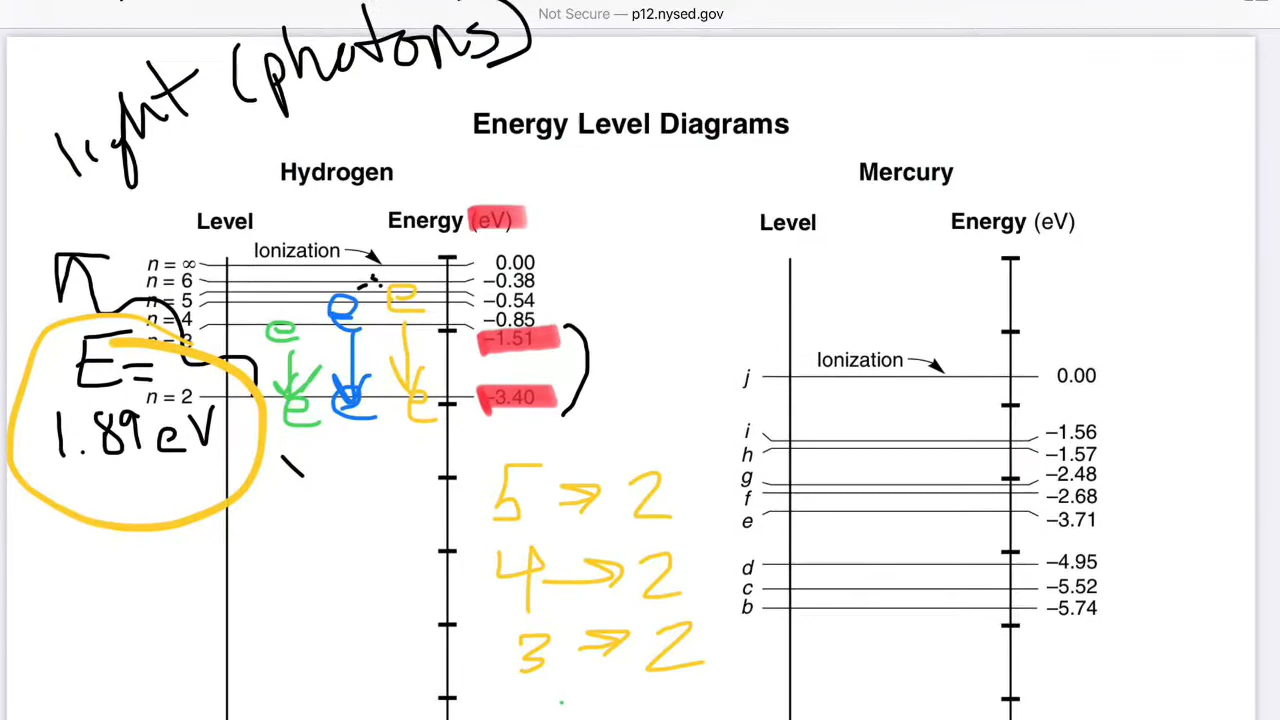 Not Secure — p12.nysed.gov
light (photons)
Energy Level Diagrams
Hydrogen
Level
Energy (eV)
Ionization
n = ∞
0.00
n = 6
−0.38
n = 5
−0.54
n = 4
−0.85
n = 3
−1.51
n = 2
−3.40
e
e
e
e
e
e
E =
1.89 eV
5 → 2
4 → 2
3 → 2
Mercury
Level
Energy (eV)
Ionization
j
0.00
i
−1.56
h
−1.57
g
−2.48
f
−2.68
e
−3.71
d
−4.95
c
−5.52
b
−5.74